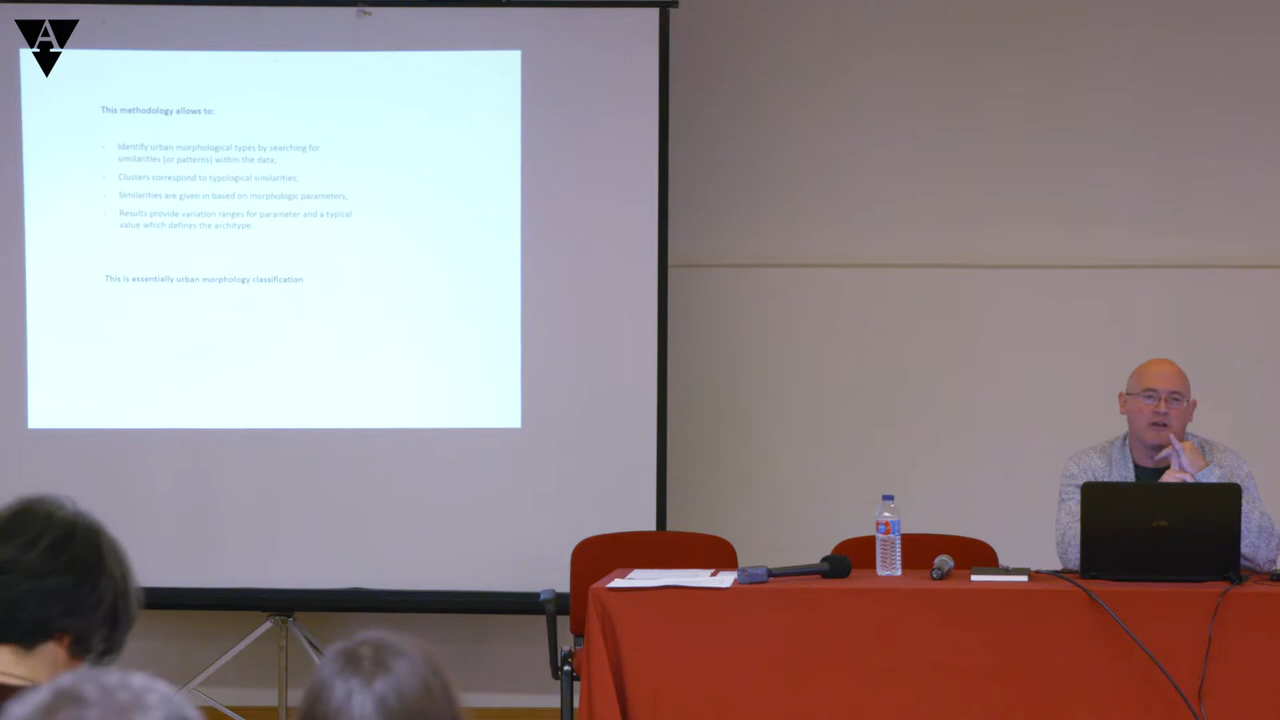 A
This methodology allows to:
- Identify urban morphological types by searching for
similarities (or patterns) within the data;
- Clusters correspond to typological similarities;
- Similarities are given in based on morphologic parameters;
- Results provide variation ranges for parameter and a typical
value which defines the architype.
This is essentially urban morphology classification